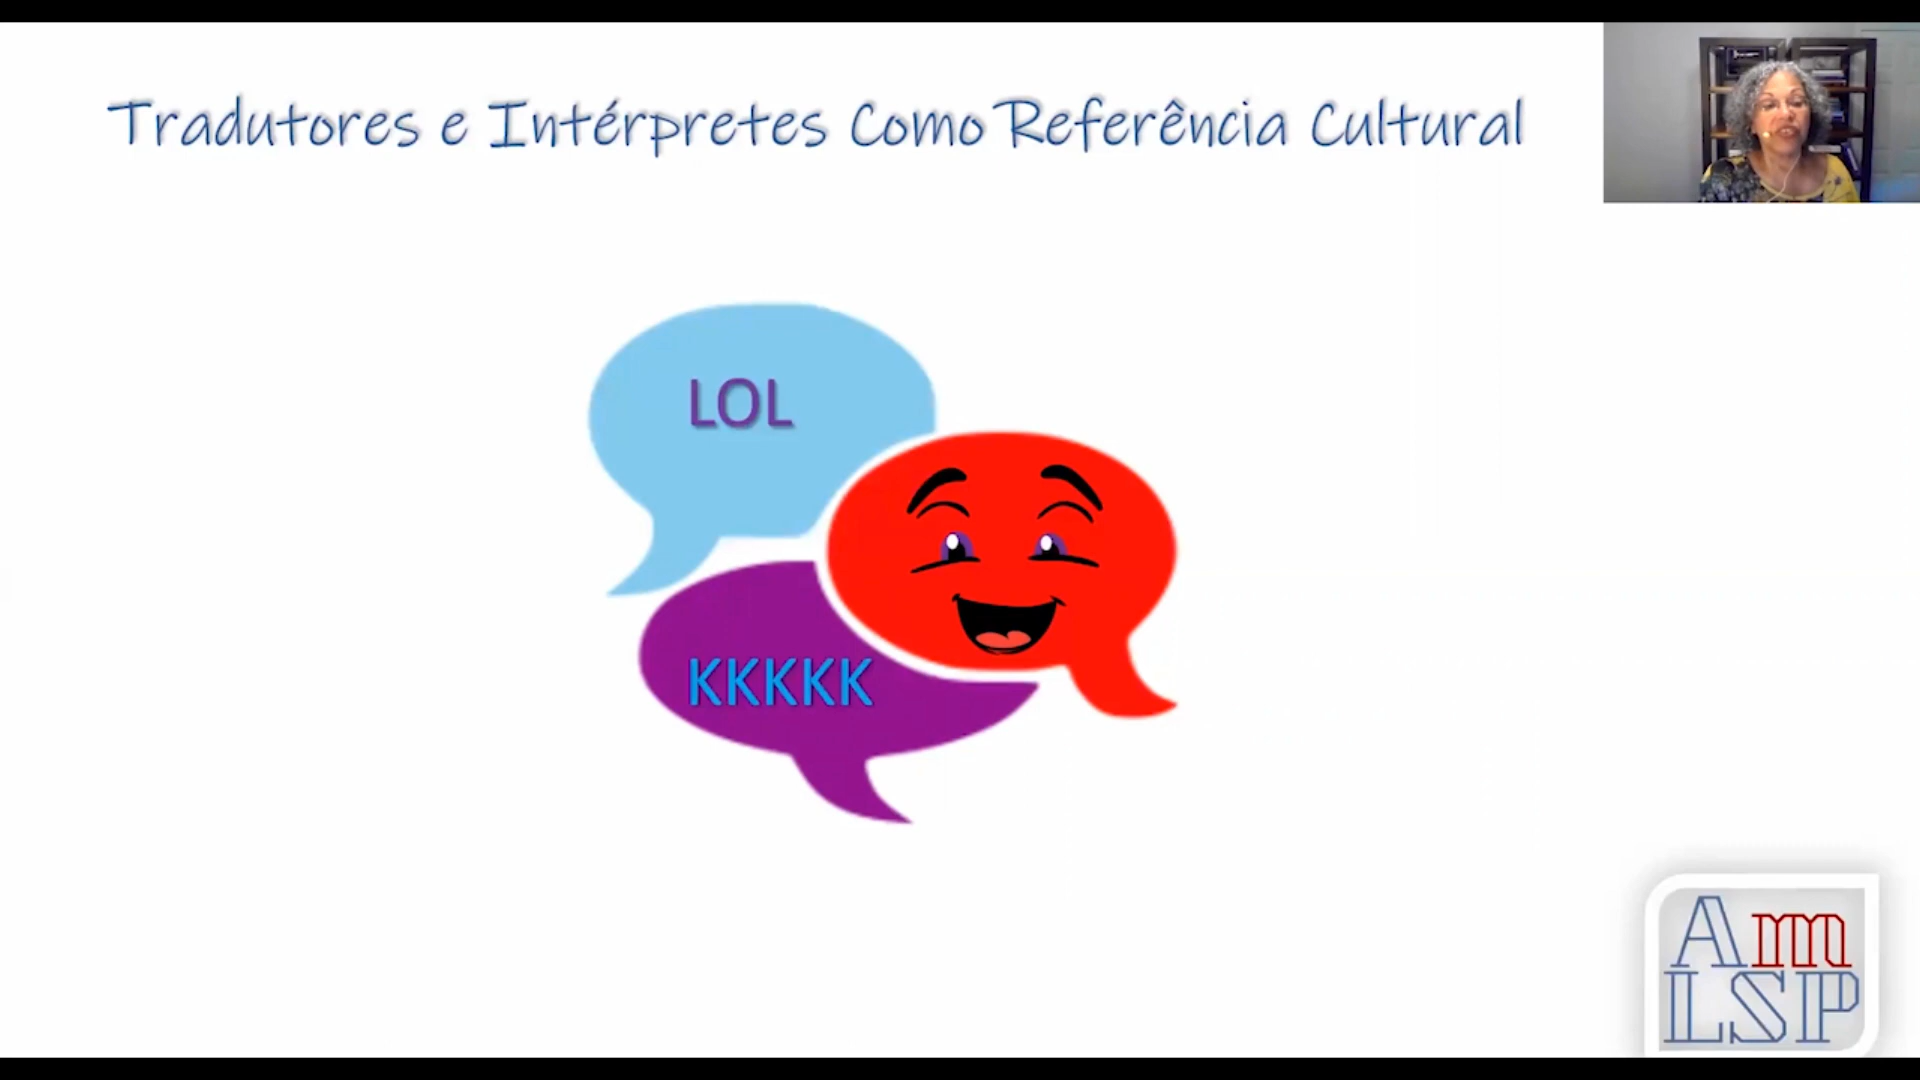 Tradutores e Intérpretes Como Referência Cultural
LOL
KKKKK
Am
LSP